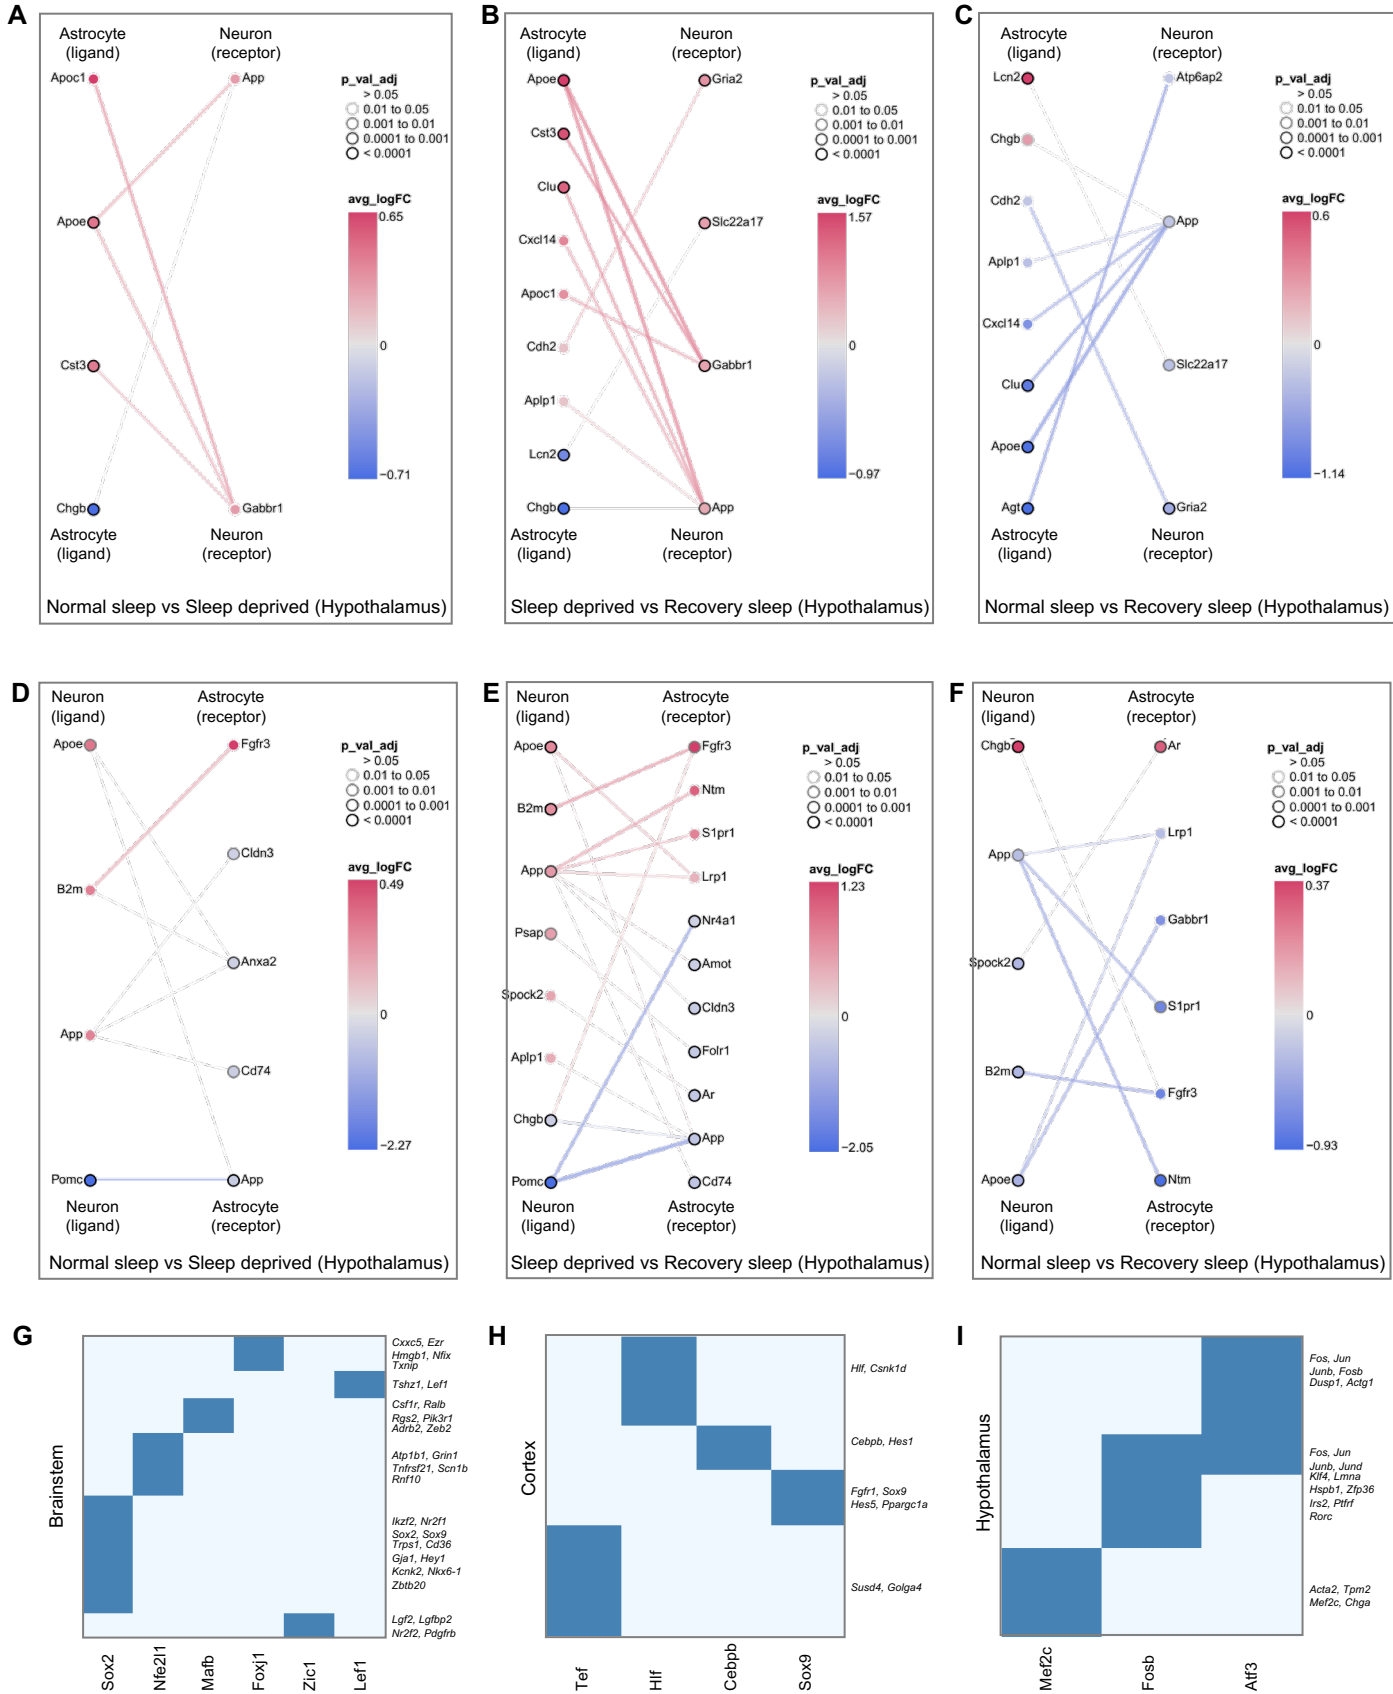 A
Astrocyte
(ligand)
Neuron
(receptor)
Apoc1
App
Apoe
Cst3
Chgb
Gabbr1
Astrocyte
(ligand)
Neuron
(receptor)
p_val_adj
> 0.05
0.01 to 0.05
0.001 to 0.01
0.0001 to 0.001
< 0.0001
avg_logFC
0.65
0
−0.71
Normal sleep vs Sleep deprived (Hypothalamus)
B
Astrocyte
(ligand)
Neuron
(receptor)
Apoe
Gria2
Cst3
Clu
Slc22a17
Cxcl14
Apoc1
Cdh2
Gabbr1
Aplp1
Lcn2
Chgb
App
Astrocyte
(ligand)
Neuron
(receptor)
p_val_adj
> 0.05
0.01 to 0.05
0.001 to 0.01
0.0001 to 0.001
< 0.0001
avg_logFC
1.57
0
−0.97
Sleep deprived vs Recovery sleep (Hypothalamus)
C
Astrocyte
(ligand)
Neuron
(receptor)
Lcn2
Atp6ap2
Chgb
Cdh2
App
Aplp1
Cxcl14
Slc22a17
Clu
Apoe
Agt
Gria2
Astrocyte
(ligand)
Neuron
(receptor)
p_val_adj
> 0.05
0.01 to 0.05
0.001 to 0.01
0.0001 to 0.001
< 0.0001
avg_logFC
0.6
0
−1.14
Normal sleep vs Recovery sleep (Hypothalamus)
D
Neuron
(ligand)
Astrocyte
(receptor)
Apoe
Fgfr3
Cldn3
B2m
Anxa2
App
Cd74
Pomc
App
Neuron
(ligand)
Astrocyte
(receptor)
p_val_adj
> 0.05
0.01 to 0.05
0.001 to 0.01
0.0001 to 0.001
< 0.0001
avg_logFC
0.49
0
−2.27
Normal sleep vs Sleep deprived (Hypothalamus)
E
Neuron
(ligand)
Astrocyte
(receptor)
Apoe
Fgfr3
Ntm
B2m
S1pr1
App
Lrp1
Nr4a1
Psap
Amot
Spock2
Cldn3
Folr1
Aplp1
Ar
Chgb
App
Pomc
Cd74
Neuron
(ligand)
Astrocyte
(receptor)
p_val_adj
> 0.05
0.01 to 0.05
0.001 to 0.01
0.0001 to 0.001
< 0.0001
avg_logFC
1.23
0
−2.05
Sleep deprived vs Recovery sleep (Hypothalamus)
F
Neuron
(ligand)
Astrocyte
(receptor)
Chgb
Ar
Lrp1
App
Gabbr1
Spock2
S1pr1
B2m
Fgfr3
Apoe
Ntm
Neuron
(ligand)
Astrocyte
(receptor)
p_val_adj
> 0.05
0.01 to 0.05
0.001 to 0.01
0.0001 to 0.001
< 0.0001
avg_logFC
0.37
0
−0.93
Normal sleep vs Recovery sleep (Hypothalamus)
G
Brainstem
Cxxc5, Ezr
Hmgb1, Nfix
Txnip
Tshz1, Lef1
Csf1r, Ralb
Rgs2, Pik3r1
Adrb2, Zeb2
Atp1b1, Grin1
Tnfrsf21, Scn1b
Rnf10
Ikzf2, Nr2f1
Sox2, Sox9
Trps1, Cd36
Gja1, Hey1
Kcnk2, Nkx6-1
Zbtb20
Lgf2, Lgfbp2
Nr2f2, Pdgfrb
Sox2
Nfe2l1
Mafb
Foxj1
Zic1
Lef1
H
Cortex
Hlf, Csnk1d
Cebpb, Hes1
Fgfr1, Sox9
Hes5, Ppargc1a
Susd4, Golga4
Tef
Hlf
Cebpb
Sox9
I
Hypothalamus
Fos, Jun
Junb, Fosb
Dusp1, Actg1
Fos, Jun
Junb, Jund
Klf4, Lmna
Hspb1, Zfp36
Irs2, Ptfrf
Rorc
Acta2, Tpm2
Mef2c, Chga
Mef2c
Fosb
Atf3